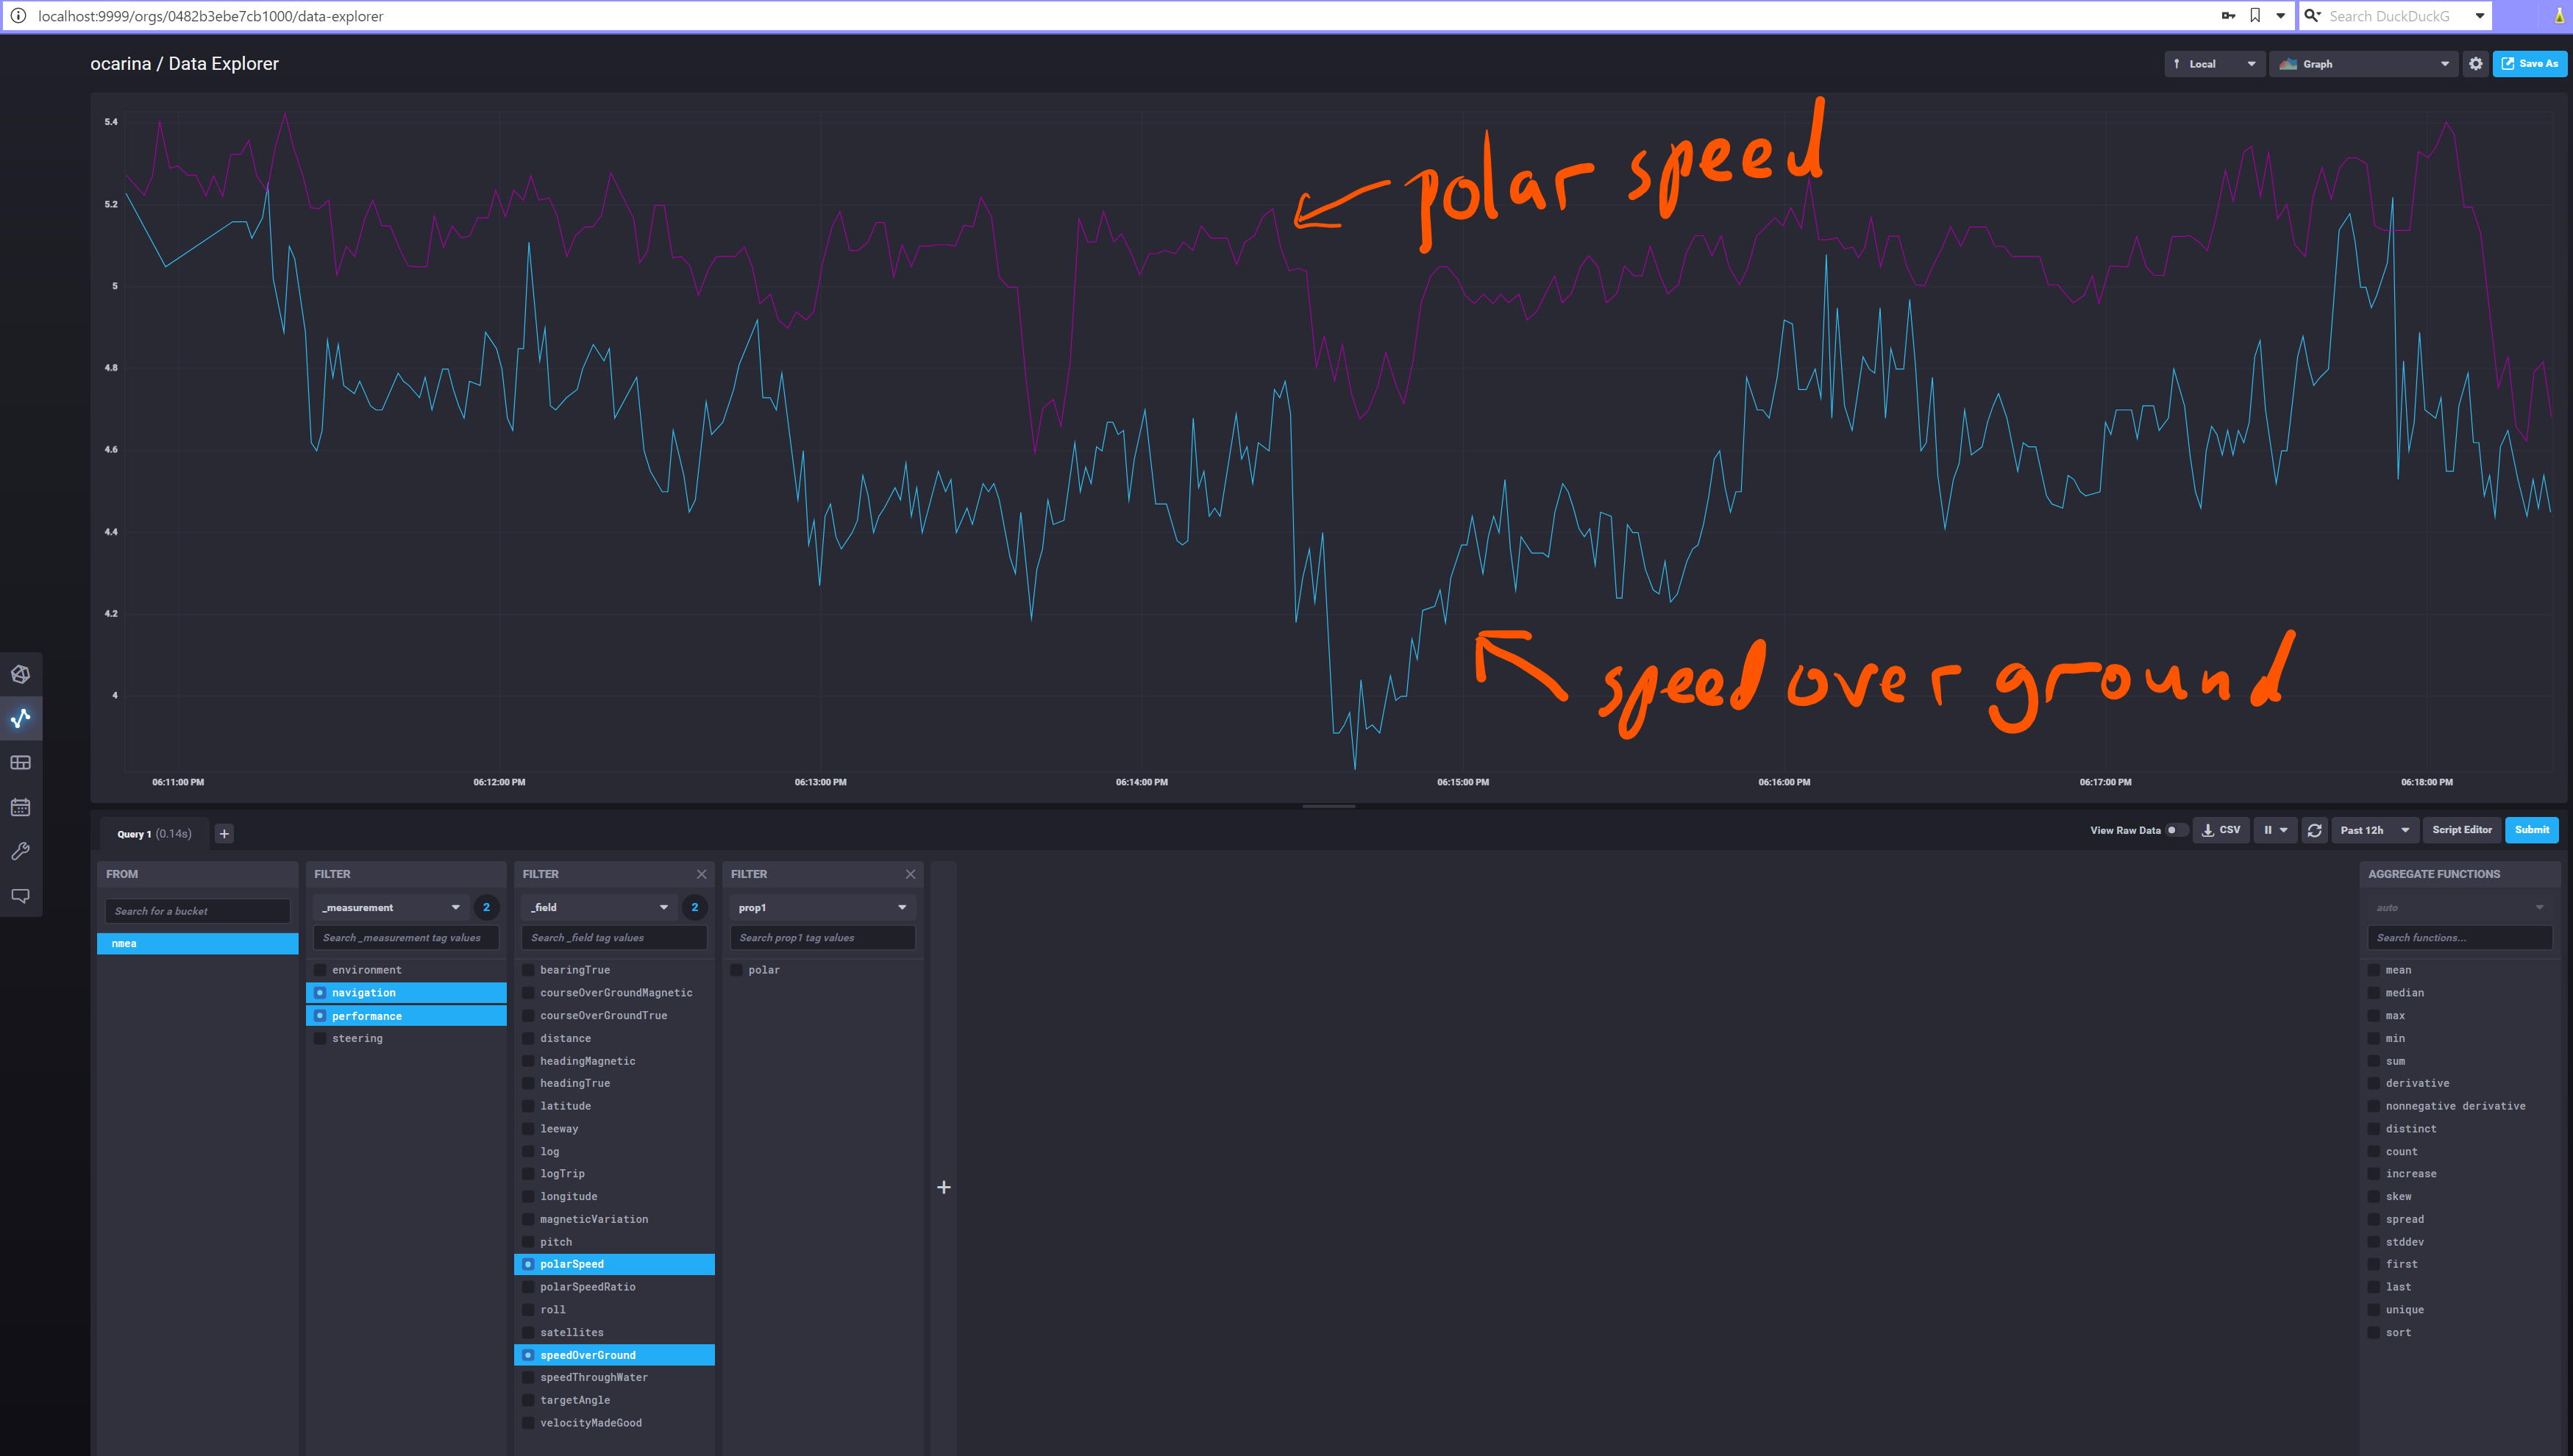 localhost:9999/orgs/0482b3ebe7cb1000/data-explorer
Search DuckDuckG
ocarina / Data Explorer
Local
Graph
Save As
5.4
5.2
5
4.8
4.6
4.4
4.2
4
polar speed
speed over ground
06:11:00 PM
06:12:00 PM
06:13:00 PM
06:14:00 PM
06:15:00 PM
06:16:00 PM
06:17:00 PM
06:18:00 PM
Query 1 (0.14s)
View Raw Data
CSV
Past 12h
Script Editor
Submit
FROM
Search for a bucket
nmea
FILTER
_measurement
2
Search _measurement tag values
environment
navigation
performance
steering
FILTER
_field
2
Search _field tag values
bearingTrue
courseOverGroundMagnetic
courseOverGroundTrue
distance
headingMagnetic
headingTrue
latitude
leeway
log
logTrip
longitude
magneticVariation
pitch
polarSpeed
polarSpeedRatio
roll
satellites
speedOverGround
speedThroughWater
targetAngle
velocityMadeGood
FILTER
prop1
Search prop1 tag values
polar
AGGREGATE FUNCTIONS
auto
Search functions...
mean
median
max
min
sum
derivative
nonnegative derivative
distinct
count
increase
skew
spread
stddev
first
last
unique
sort